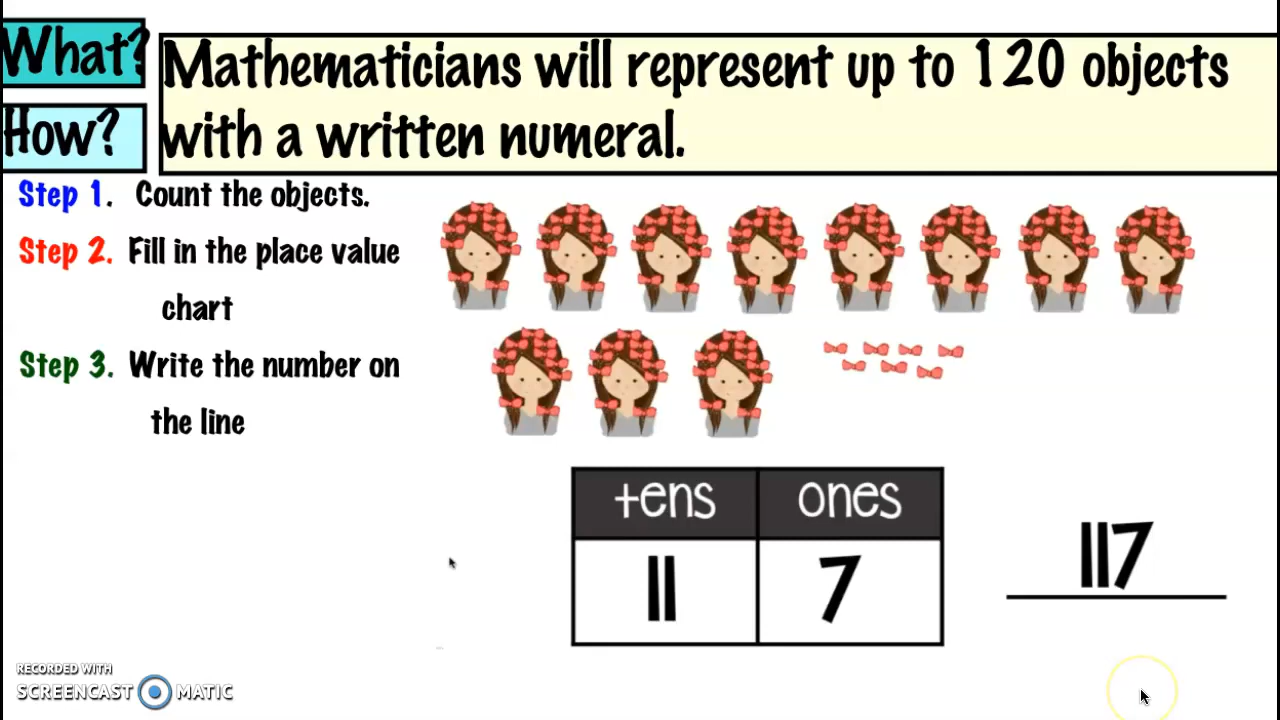 What?
Mathematicians will represent up to 120 objects
How?
with a written numeral.
Step 1. Count the objects.
Step 2. Fill in the place value
chart
Step 3. Write the number on
the line
tens ones
11 7
117
RECORDED WITH
SCREENCAST MATIC